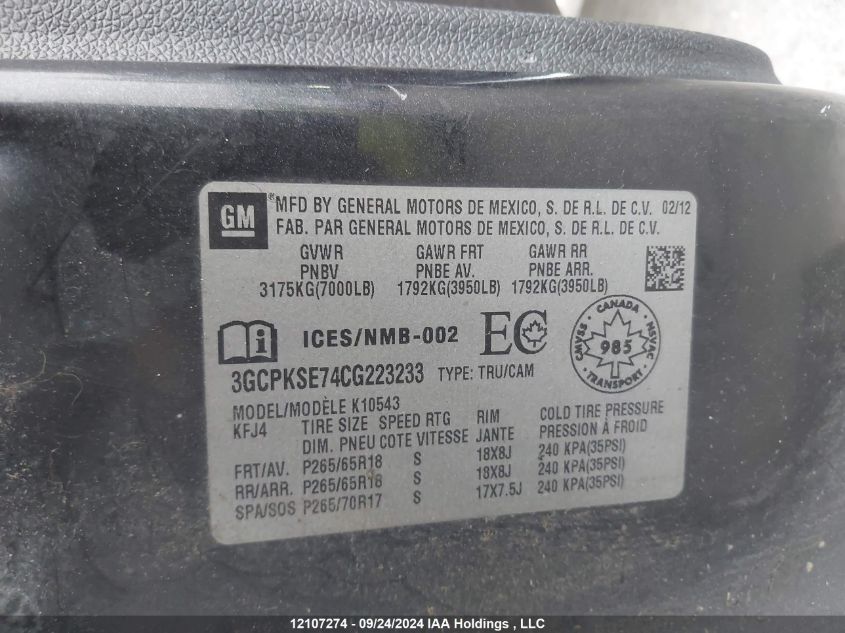 GM
® MFD BY GENERAL MOTORS DE MEXICO, S. DE R.L. DE C.V. 02/12
FAB. PAR GENERAL MOTORS DE MEXICO, S. DE R.L. DE C.V.
GVWR GAWR FRT GAWR RR
PNBV PNBE AV. PNBE ARR.
3175KG(7000LB) 1792KG(3950LB) 1792KG(3950LB)
i ICES/NMB-002 EC
CANADA
CMVSS 985 NSVAC
TRANSPORT
3GCPKSE74CG223233 TYPE: TRU/CAM
MODEL/MODÈLE K10543
KFJ4 TIRE SIZE SPEED RTG RIM COLD TIRE PRESSURE
DIM. PNEU COTE VITESSE JANTE PRESSION À FROID
FRT/AV. P265/65R18 S 18X8J 240 KPA(35PSI)
RR/ARR. P265/65R18 S 18X8J 240 KPA(35PSI)
SPA/SOS P265/70R17 S 17X7.5J 240 KPA(35PSI)
12107274 - 09/24/2024 IAA Holdings , LLC